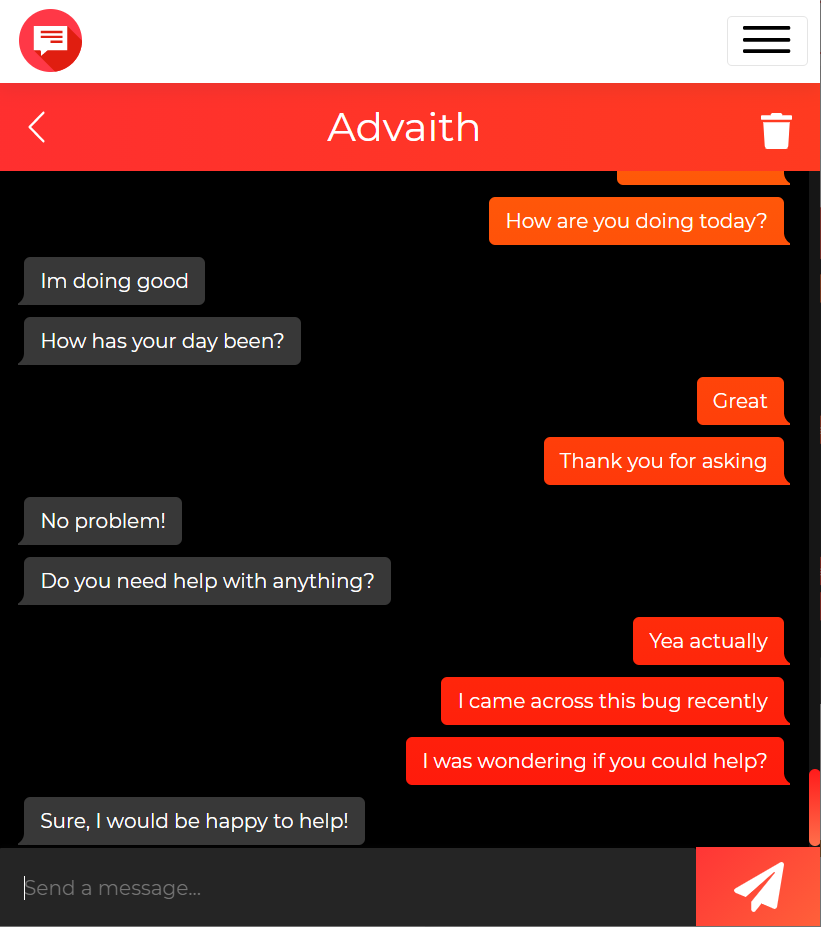 Advaith
How are you doing today?
Im doing good
How has your day been?
Great
Thank you for asking
No problem!
Do you need help with anything?
Yea actually
I came across this bug recently
I was wondering if you could help?
Sure, I would be happy to help!
Send a message...